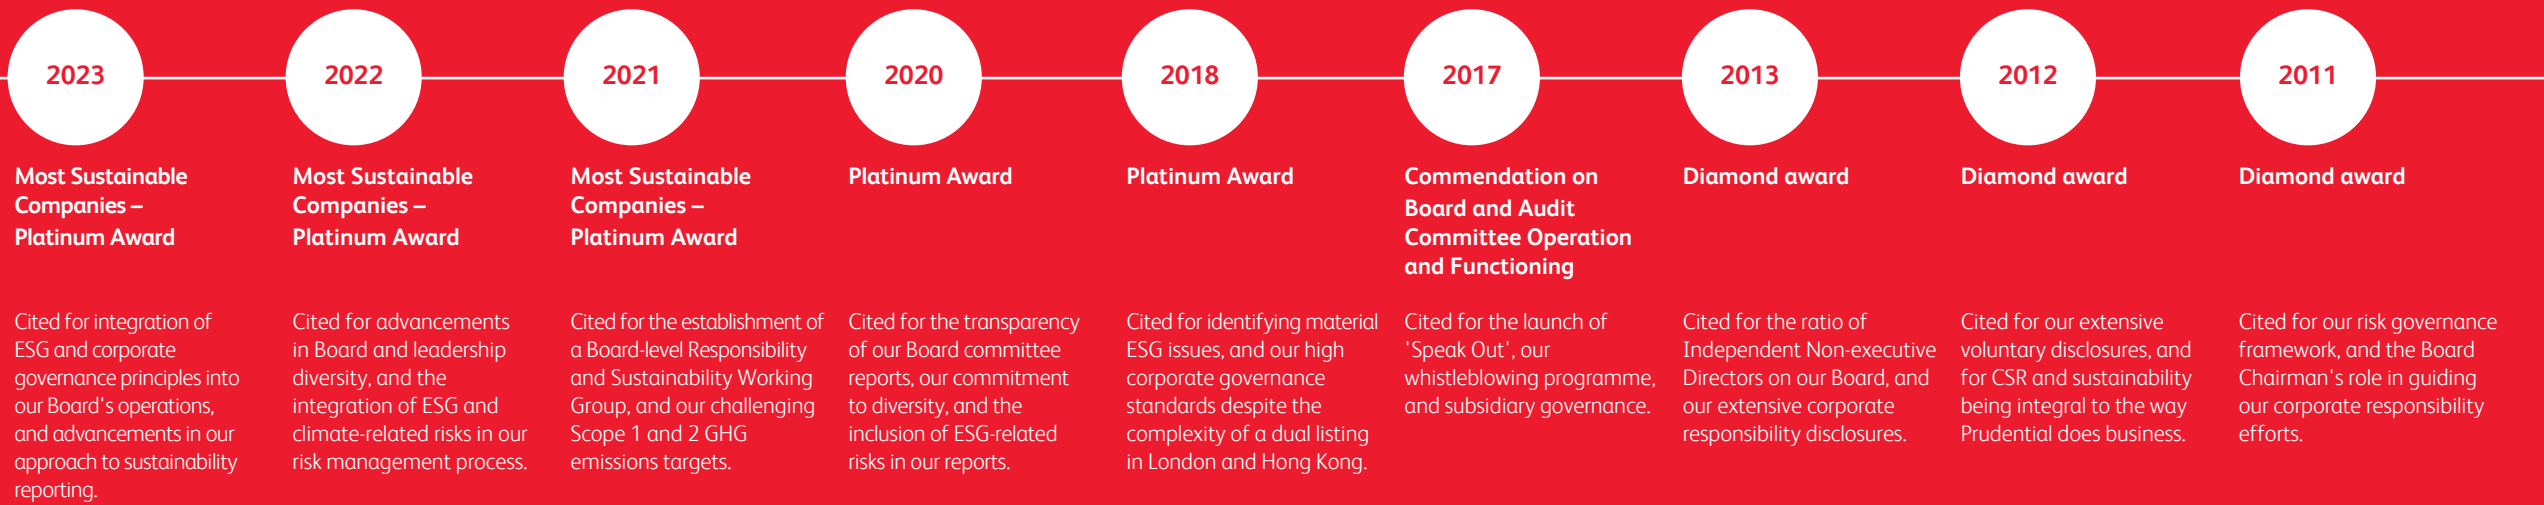 2023
Most Sustainable
Companies –
Platinum Award
Cited for integration of
ESG and corporate
governance principles into
our Board's operations,
and advancements in our
approach to sustainability
reporting.
2022
Most Sustainable
Companies –
Platinum Award
Cited for advancements
in Board and leadership
diversity, and the
integration of ESG and
climate-related risks in our
risk management process.
2021
Most Sustainable
Companies –
Platinum Award
Cited for the establishment of
a Board-level Responsibility
and Sustainability Working
Group, and our challenging
Scope 1 and 2 GHG
emissions targets.
2020
Platinum Award
Cited for the transparency
of our Board committee
reports, our commitment
to diversity, and the
inclusion of ESG-related
risks in our reports.
2018
Platinum Award
Cited for identifying material
ESG issues, and our high
corporate governance
standards despite the
complexity of a dual listing
in London and Hong Kong.
2017
Commendation on
Board and Audit
Committee Operation
and Functioning
Cited for the launch of
'Speak Out', our
whistleblowing programme,
and subsidiary governance.
2013
Diamond award
Cited for the ratio of
Independent Non-executive
Directors on our Board, and
our extensive corporate
responsibility disclosures.
2012
Diamond award
Cited for our extensive
voluntary disclosures, and
for CSR and sustainability
being integral to the way
Prudential does business.
2011
Diamond award
Cited for our risk governance
framework, and the Board
Chairman's role in guiding
our corporate responsibility
efforts.